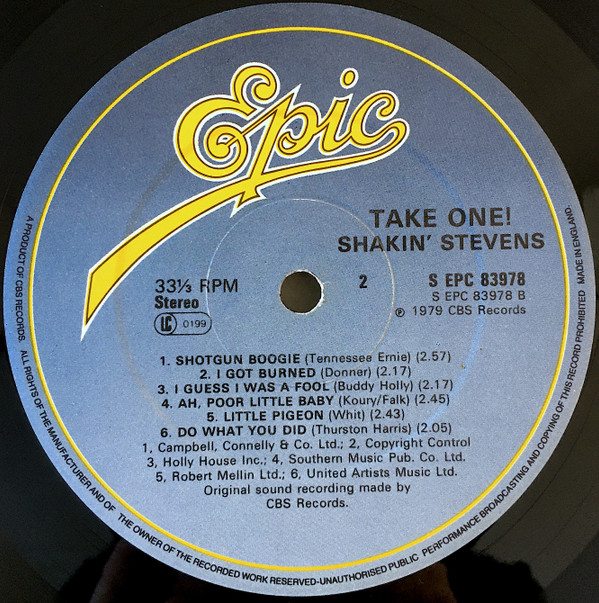 Epic
TAKE ONE!
SHAKIN' STEVENS
33⅓ RPM
Stereo
LC 0199
2
S EPC 83978
S EPC 83978 B
℗ 1979 CBS Records
1. SHOTGUN BOOGIE (Tennessee Ernie) (2.57)
2. I GOT BURNED (Donner) (2.17)
3. I GUESS I WAS A FOOL (Buddy Holly) (2.17)
4. AH, POOR LITTLE BABY (Koury/Falk) (2.45)
5. LITTLE PIGEON (Whit) (2.43)
6. DO WHAT YOU DID (Thurston Harris) (2.05)
1, Campbell, Connelly & Co. Ltd.; 2, Copyright Control
3, Holly House Inc.; 4, Southern Music Pub. Co. Ltd.
5, Robert Mellin Ltd.; 6, United Artists Music Ltd.
Original sound recording made by
CBS Records.
A PRODUCT OF CBS RECORDS. ALL RIGHTS OF THE MANUFACTURER AND OF THE OWNER OF THE RECORDED WORK RESERVED-UNAUTHORISED PUBLIC PERFORMANCE BROADCASTING AND COPYING OF THIS RECORD PROHIBITED MADE IN ENGLAND.